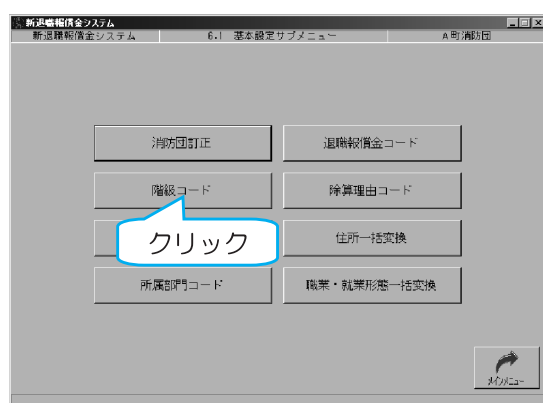 新退職報償金システム
新退職報償金システム 6.1 基本設定サブメニュー A町消防団
消防団訂正 退職報償金コード
階級コード 除算理由コード
クリック 住所一括変換
所属部門コード 職業・就業形態一括変換
メインメニュー